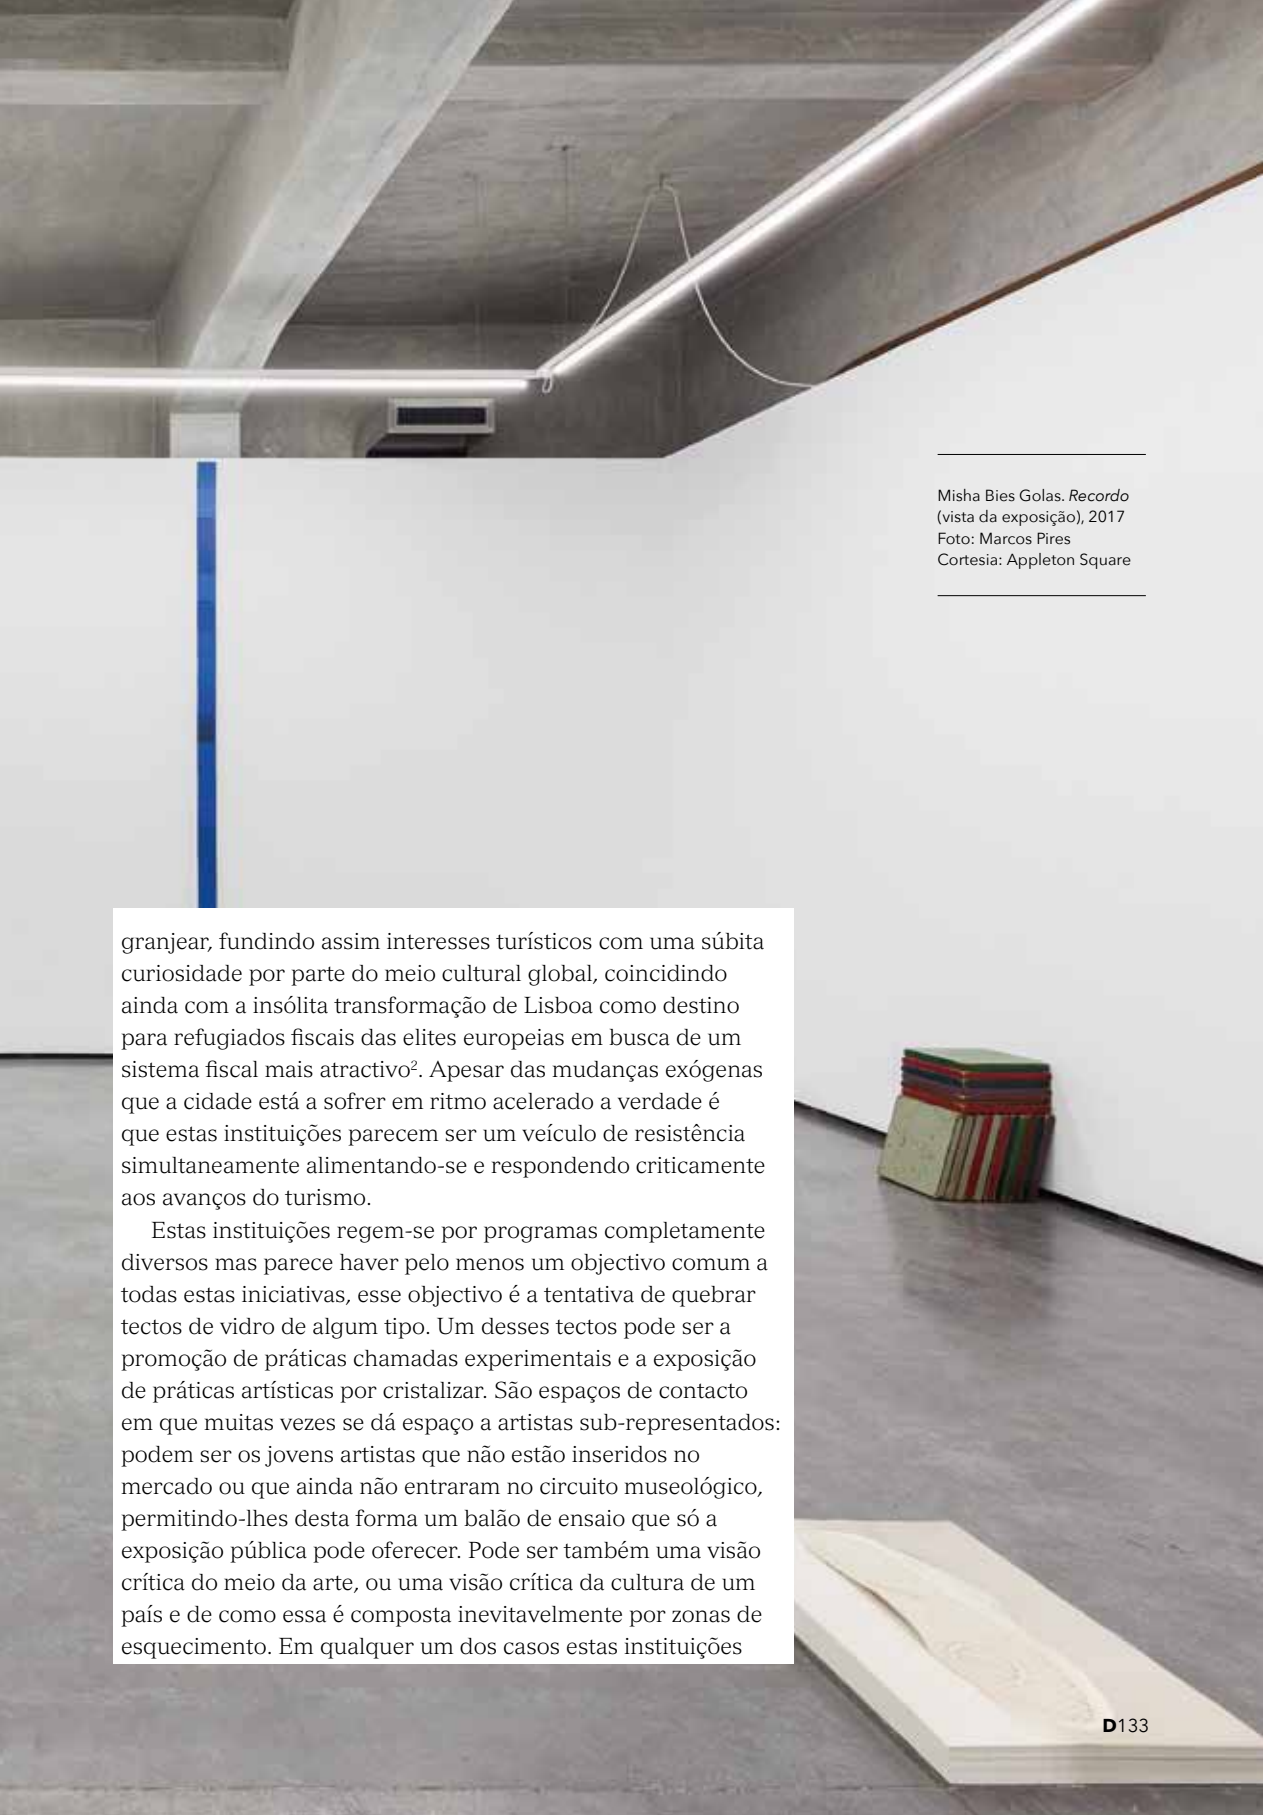 Misha Bies Golas. Recordo
(vista da exposição), 2017
Foto: Marcos Pires
Cortesia: Appleton Square
granjear, fundindo assim interesses turísticos com uma súbita
curiosidade por parte do meio cultural global, coincidindo
ainda com a insólita transformação de Lisboa como destino
para refugiados fiscais das elites europeias em busca de um
sistema fiscal mais atractivo². Apesar das mudanças exógenas
que a cidade está a sofrer em ritmo acelerado a verdade é
que estas instituições parecem ser um veículo de resistência
simultaneamente alimentando-se e respondendo criticamente
aos avanços do turismo.
Estas instituições regem-se por programas completamente
diversos mas parece haver pelo menos um objectivo comum a
todas estas iniciativas, esse objectivo é a tentativa de quebrar
tectos de vidro de algum tipo. Um desses tectos pode ser a
promoção de práticas chamadas experimentais e a exposição
de práticas artísticas por cristalizar. São espaços de contacto
em que muitas vezes se dá espaço a artistas sub-representados:
podem ser os jovens artistas que não estão inseridos no
mercado ou que ainda não entraram no circuito museológico,
permitindo-lhes desta forma um balão de ensaio que só a
exposição pública pode oferecer. Pode ser também uma visão
crítica do meio da arte, ou uma visão crítica da cultura de um
país e de como essa é composta inevitavelmente por zonas de
esquecimento. Em qualquer um dos casos estas instituições
D133